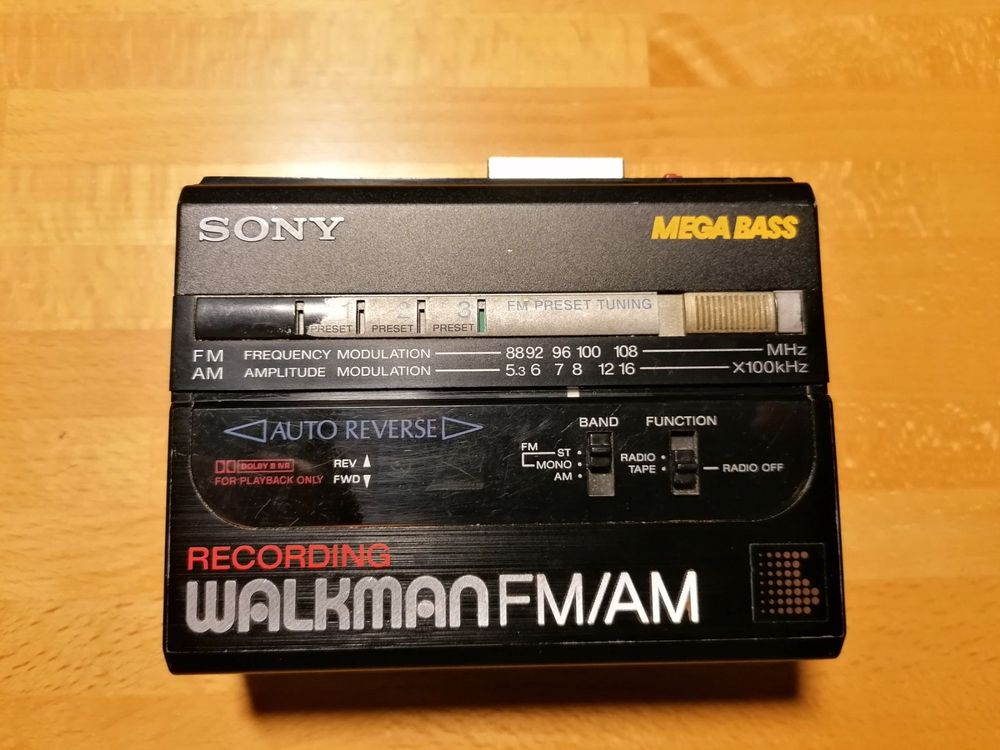 SONY
MEGA BASS
1 2 3 FM PRESET TUNING
PRESET PRESET PRESET
FM FREQUENCY MODULATION 88 92 96 100 108 MHz
AM AMPLITUDE MODULATION 5.3 6 7 8 12 16 X100kHz
AUTO REVERSE
BAND FUNCTION
FM ST
MONO
AM
RADIO
TAPE
RADIO OFF
DOLBY B NR
FOR PLAYBACK ONLY
REV
FWD
RECORDING
WALKMAN FM/AM